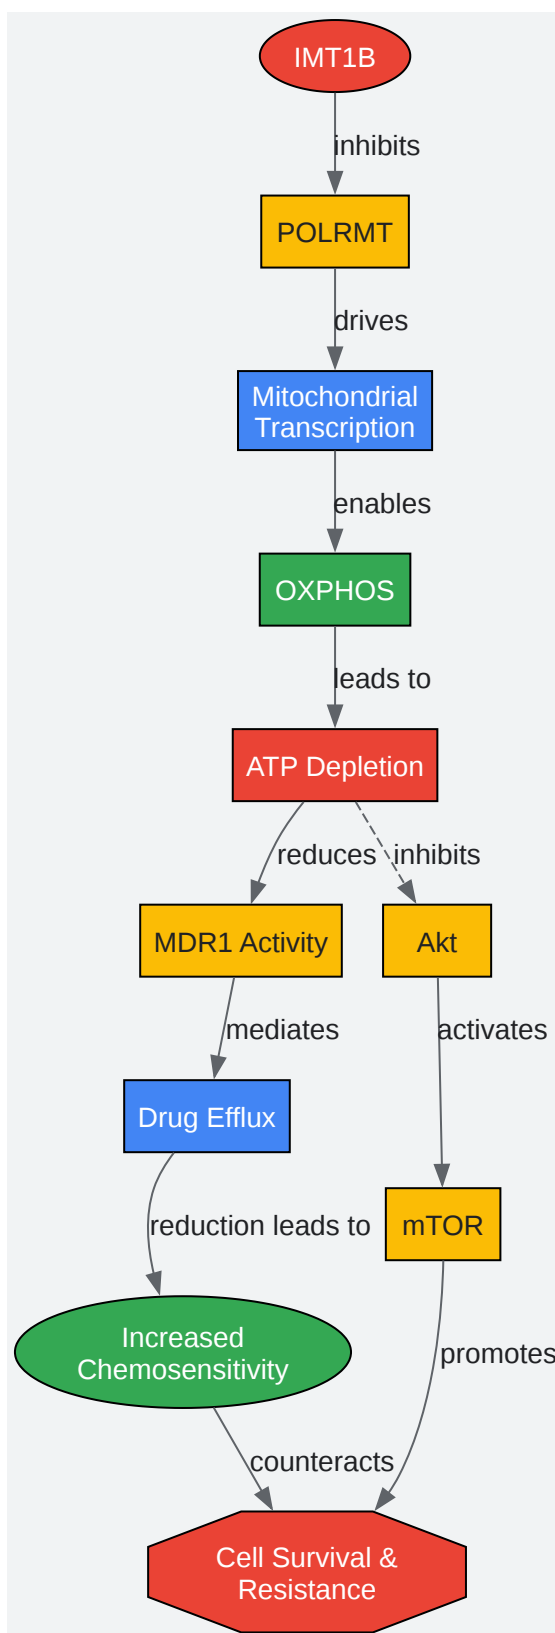 IMT1B
inhibits
POLRMT
drives
Mitochondrial
Transcription
enables
OXPHOS
leads to
ATP Depletion
reduces
inhibits
MDR1 Activity
Akt
mediates
activates
Drug Efflux
mTOR
reduction leads to
Increased
Chemosensitivity
promotes
counteracts
Cell Survival &
Resistance